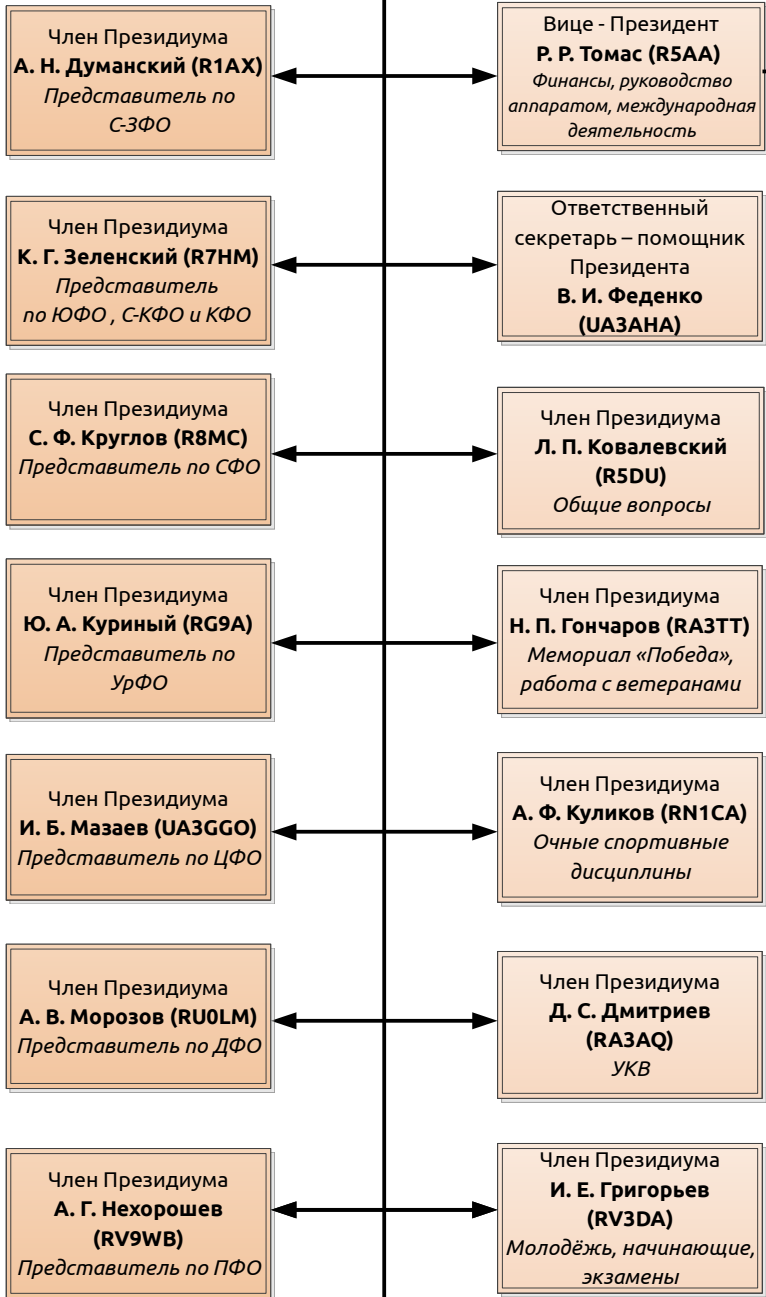 Член Президиума
А. Н. Думанский (R1AX)
Представитель по
С-ЗФО
Вице - Президент
Р. Р. Томас (R5AA)
Финансы, руководство
аппаратом, международная
деятельность
Член Президиума
К. Г. Зеленский (R7HM)
Представитель
по ЮФО , С-КФО и КФО
Ответственный
секретарь – помощник
Президента
В. И. Феденко
(UA3AHA)
Член Президиума
С. Ф. Круглов (R8MC)
Представитель по СФО
Член Президиума
Л. П. Ковалевский
(R5DU)
Общие вопросы
Член Президиума
Ю. А. Куриный (RG9A)
Представитель по
УрФО
Член Президиума
Н. П. Гончаров (RA3TT)
Мемориал «Победа»,
работа с ветеранами
Член Президиума
И. Б. Мазаев (UA3GGO)
Представитель по ЦФО
Член Президиума
А. Ф. Куликов (RN1CA)
Очные спортивные
дисциплины
Член Президиума
А. В. Морозов (RU0LM)
Представитель по ДФО
Член Президиума
Д. С. Дмитриев
(RA3AQ)
УКВ
Член Президиума
А. Г. Нехорошев
(RV9WB)
Представитель по ПФО
Член Президиума
И. Е. Григорьев
(RV3DA)
Молодёжь, начинающие,
экзамены